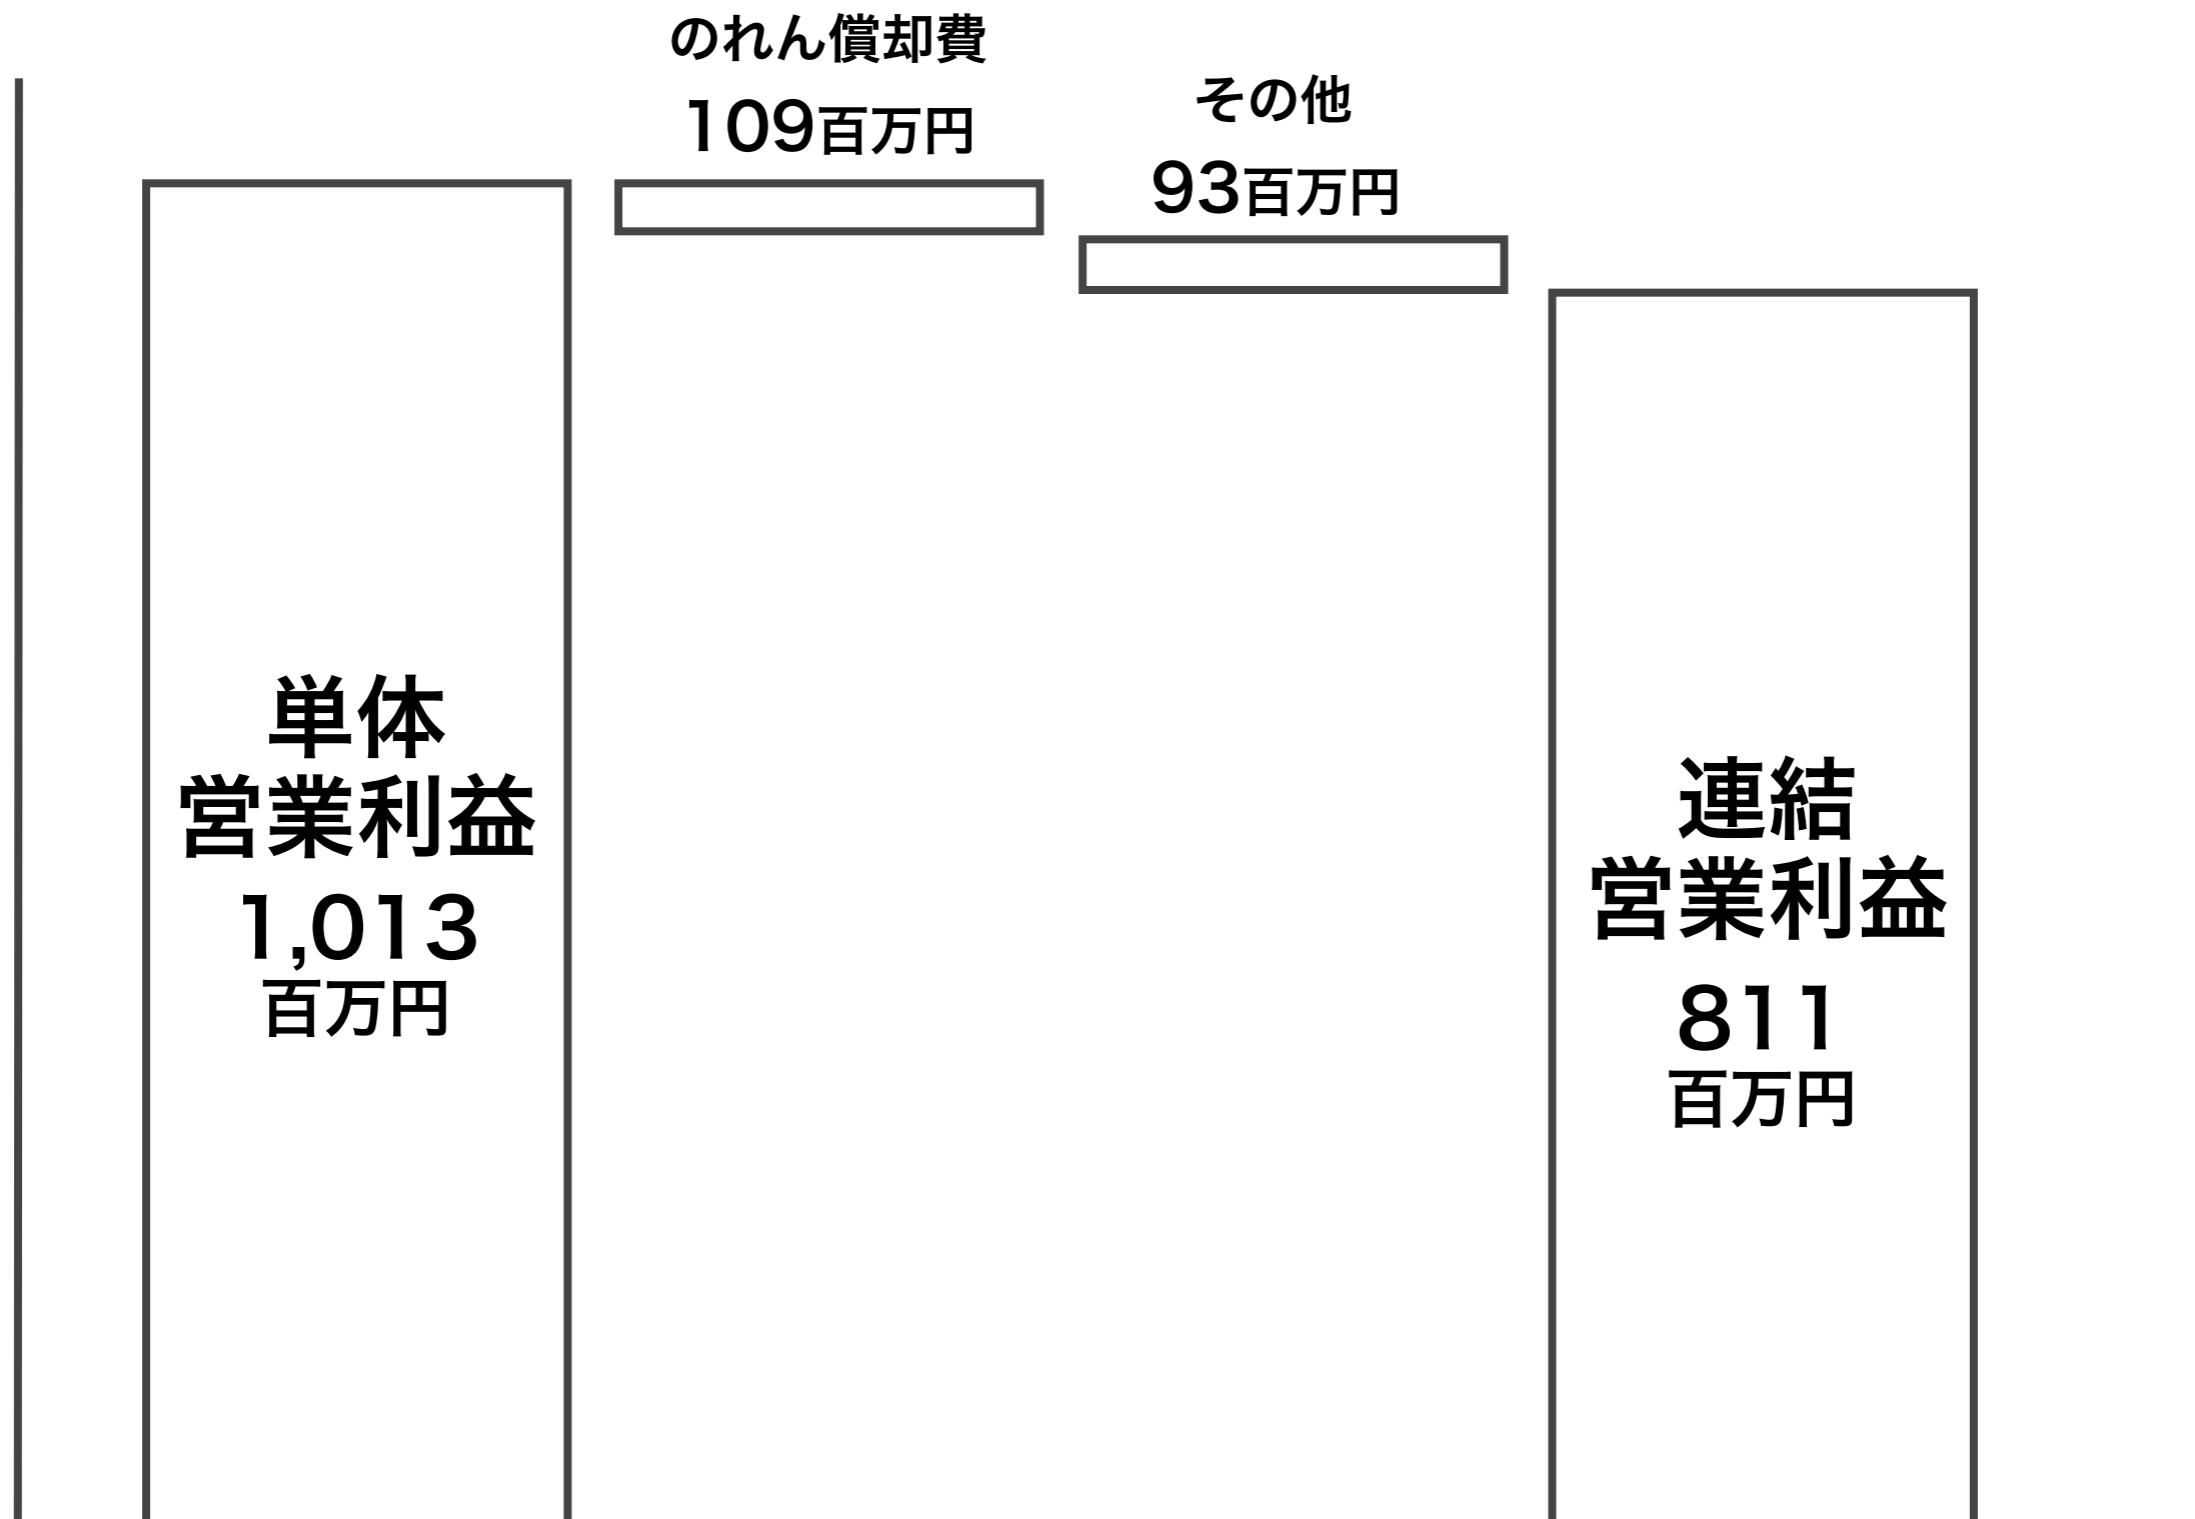 のれん償却費
109百万円
その他
93百万円
単体
営業利益
1,013
百万円
連結
営業利益
811
百万円